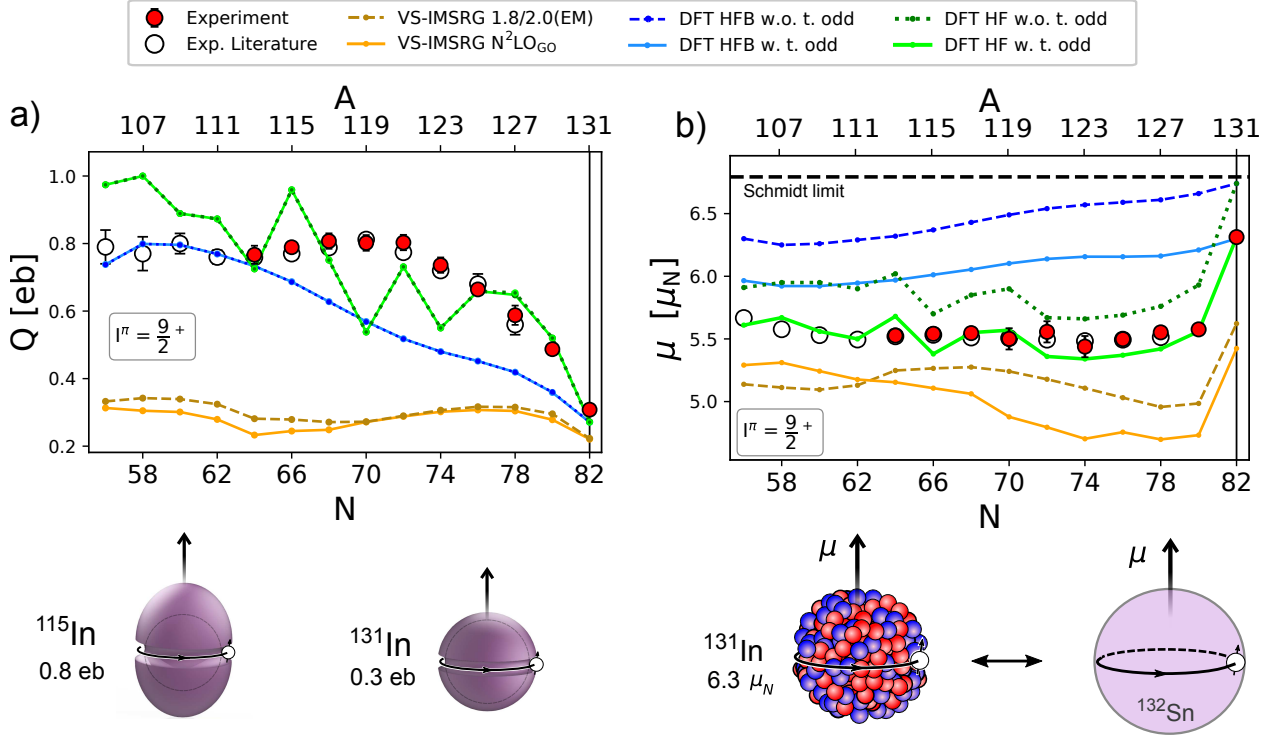 Experiment VS-IMSRG 1.8/2.0(EM) DFT HFB w.o. t. odd DFT HF w.o. t. odd
Exp. Literature VS-IMSRG N²LO_GO DFT HFB w. t. odd DFT HF w. t. odd
a)
A
107 111 115 119 123 127 131
1.0
0.8
0.6
0.4
0.2
Q [eb]
I^π = 9/2 +
58 62 66 70 74 78 82
N
b)
A
107 111 115 119 123 127 131
Schmidt limit
6.5
6.0
5.5
5.0
μ [μ_N]
I^π = 9/2 +
58 62 66 70 74 78 82
N
¹¹⁵In
0.8 eb
¹³¹In
0.3 eb
μ
¹³¹In
6.3 μ_N
μ
¹³²Sn